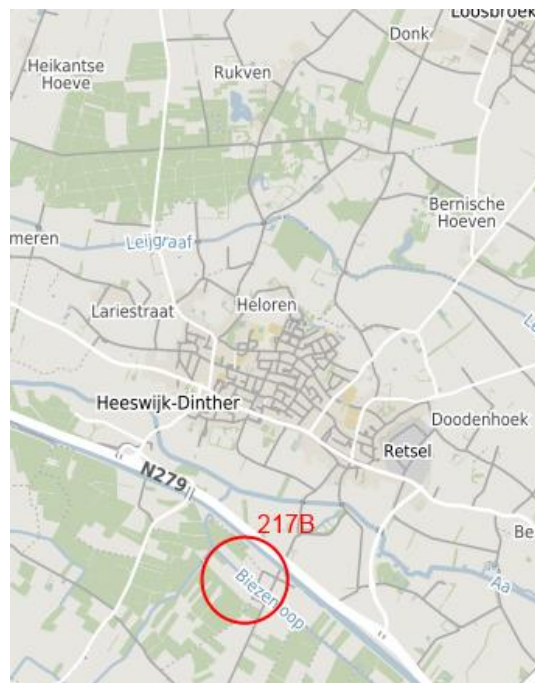 Loosbroek
Donk
Heikantse
Hoeve
Rukven
Bernische
Hoeven
meren
Leijgraaf
Lariestraat
Heloren
Le
Heeswijk-Dinther
Doodenhoek
Retsel
N279
217B
Be
Biezenloop
Aa